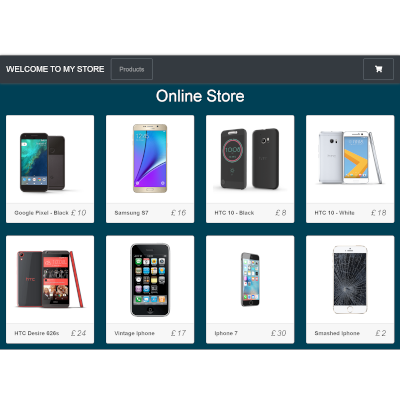 WELCOME TO MY STORE Products
Online Store
Google Pixel - Black £ 10
Samsung S7 £ 16
HTC 10 - Black £ 8
HTC 10 - White £ 18
HTC Desire 626s £ 24
Vintage Iphone £ 17
Iphone 7 £ 30
Smashed Iphone £ 2